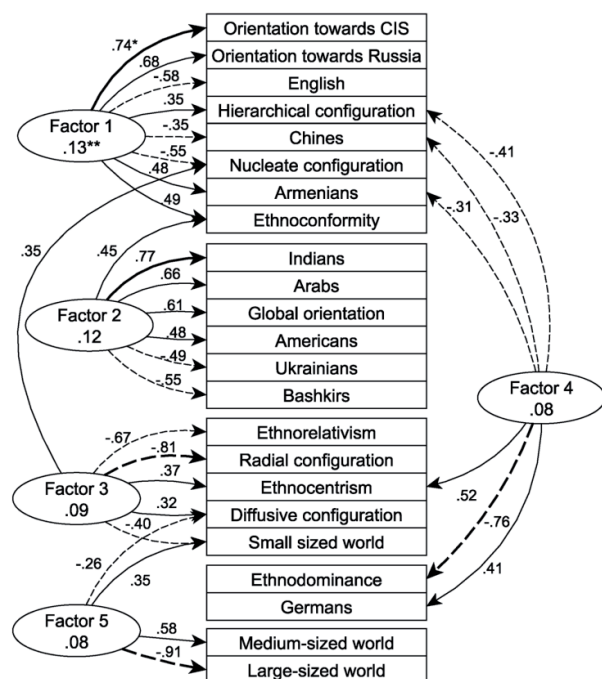 Orientation towards CIS
Orientation towards Russia
English
Hierarchical configuration
Chines
Nucleate configuration
Armenians
Ethnoconformity
Indians
Arabs
Global orientation
Americans
Ukrainians
Bashkirs
Ethnorelativism
Radial configuration
Ethnocentrism
Diffusive configuration
Small sized world
Ethnodominance
Germans
Medium-sized world
Large-sized world
Factor 1
.13**
Factor 2
.12
Factor 3
.09
Factor 5
.08
Factor 4
.08
.74*
.68
-.58
.35
-.35
-.55
.48
.49
.35
.45
.77
.66
.61
.48
-.49
-.55
-.67
-.81
.37
.32
-.40
-.26
.35
.58
-.91
-.41
-.33
-.31
.52
-.76
.41